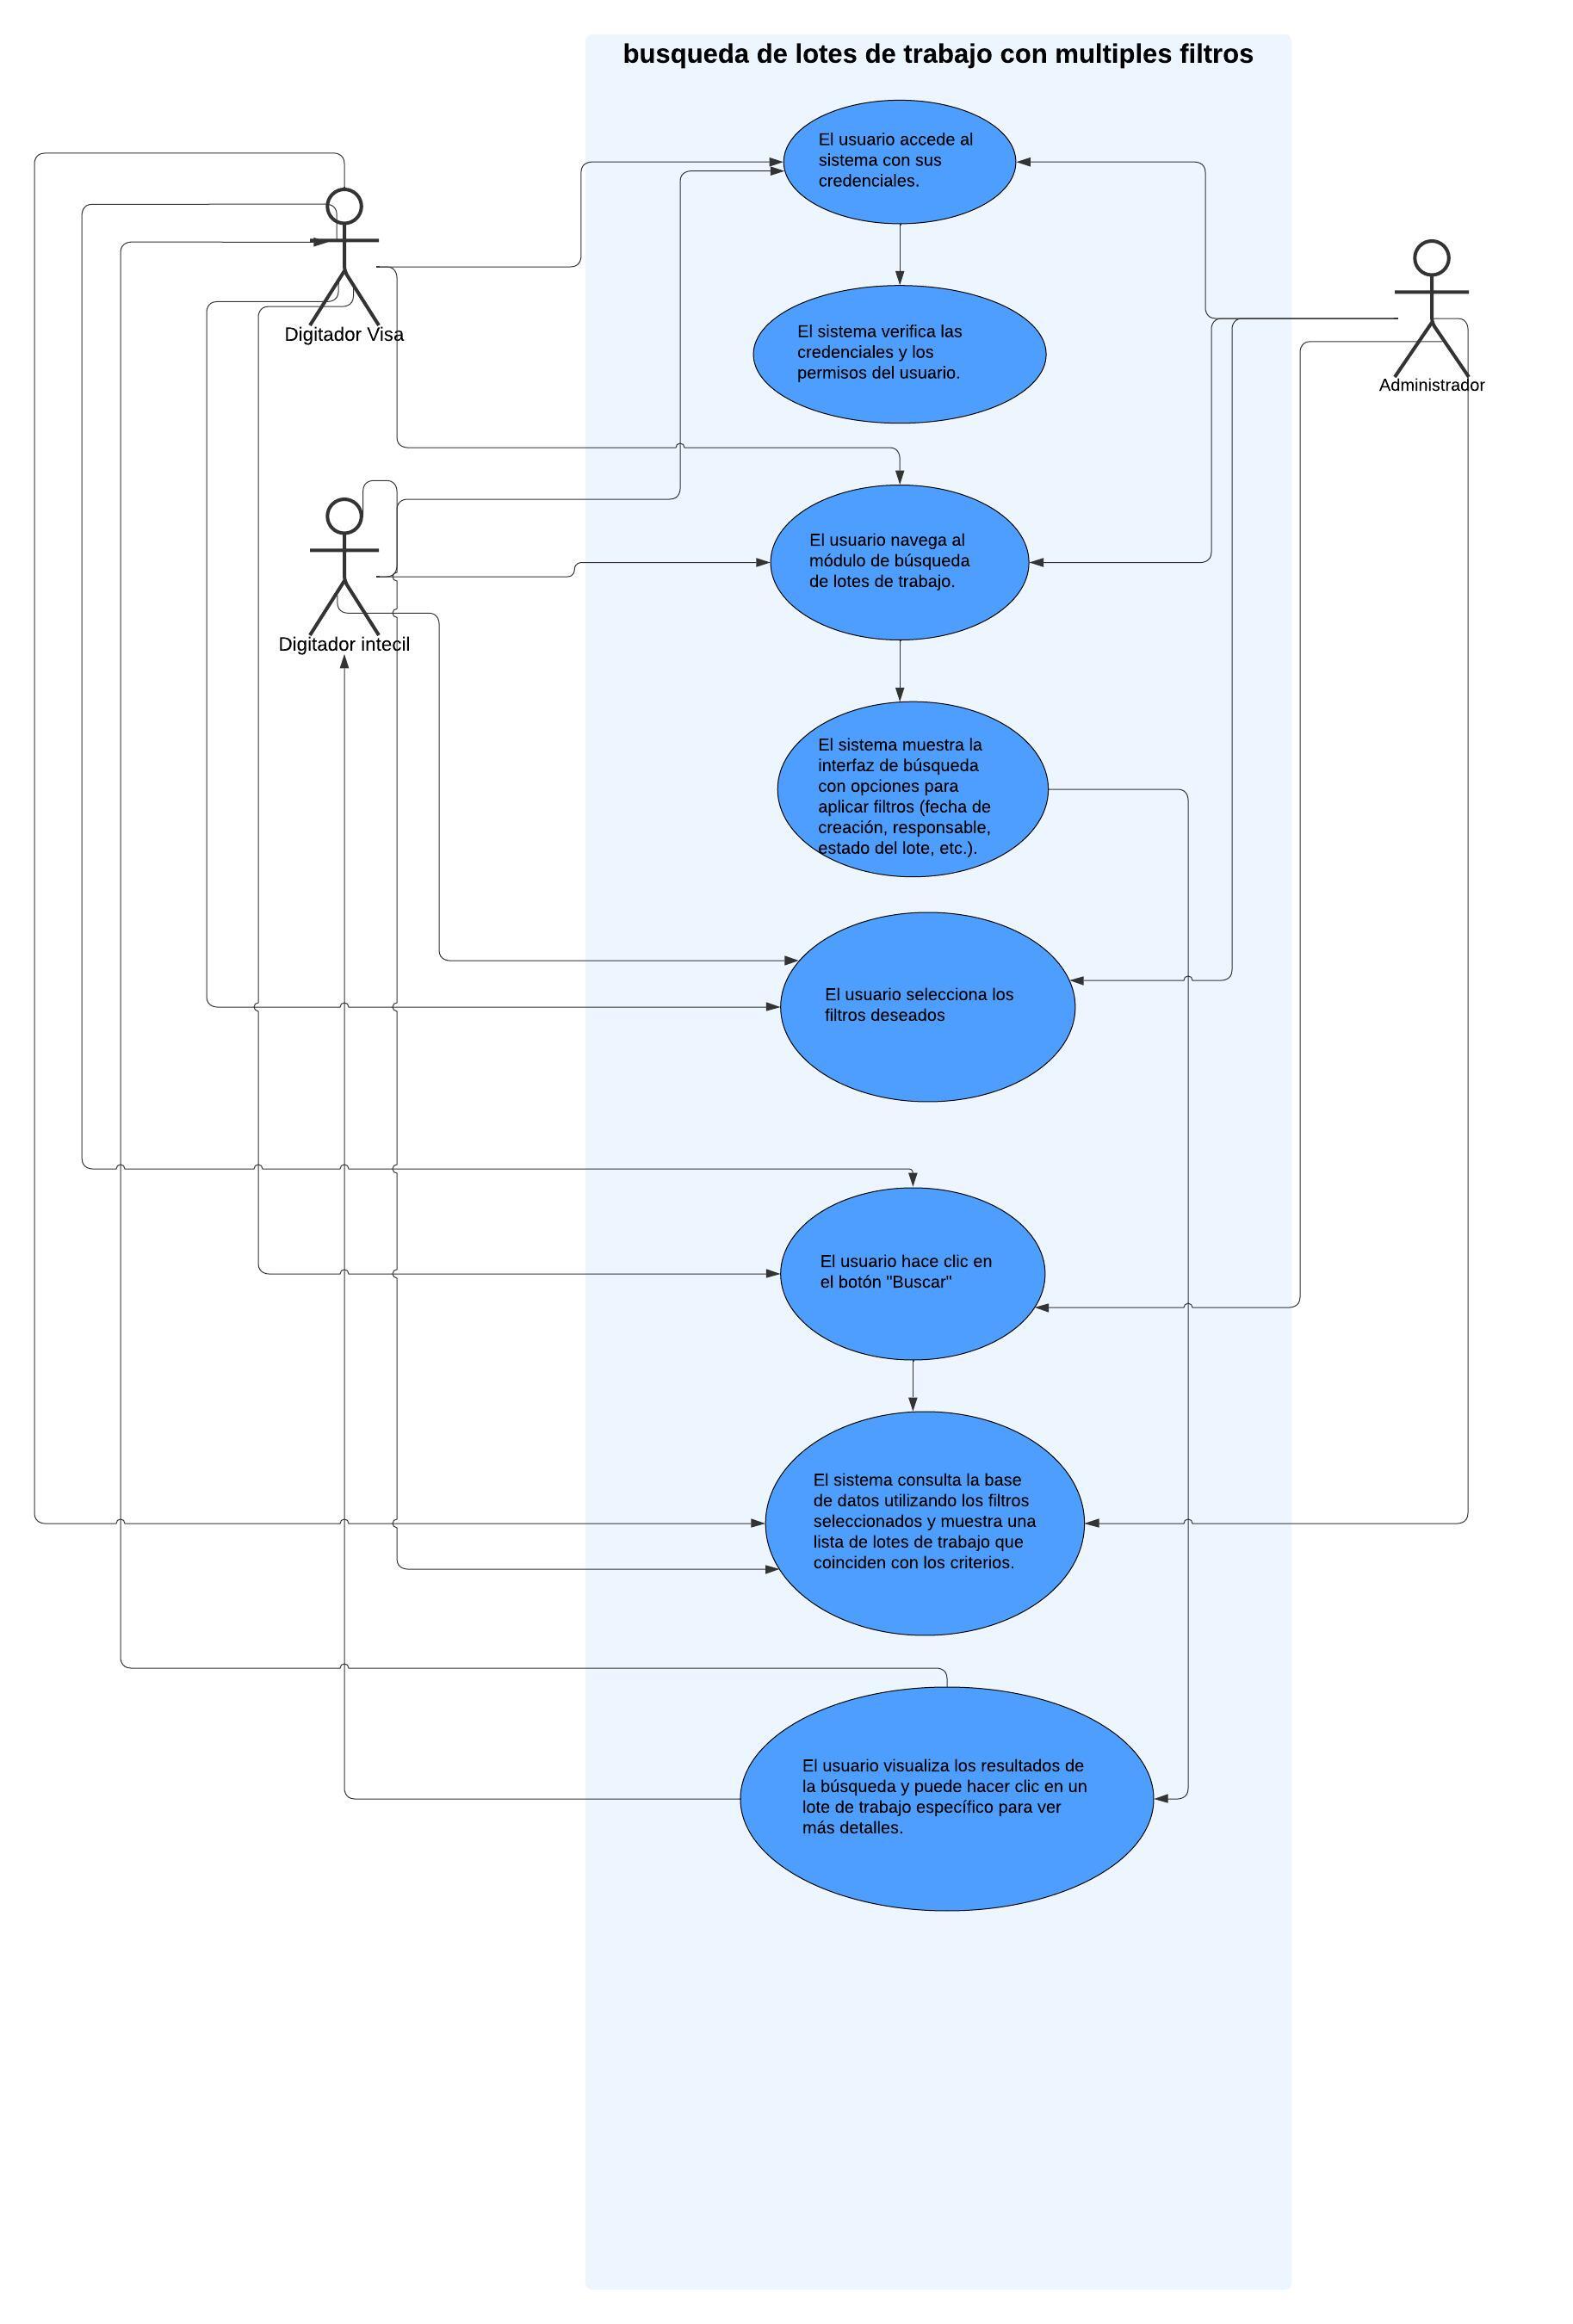 busqueda de lotes de trabajo con multiples filtros
El usuario accede al
sistema con sus
credenciales.
Digitador Visa
El sistema verifica las
credenciales y los
permisos del usuario.
Administrador
El usuario navega al
módulo de búsqueda
de lotes de trabajo.
Digitador intecil
El sistema muestra la
interfaz de búsqueda
con opciones para
aplicar filtros (fecha de
creación, responsable,
estado del lote, etc.).
El usuario selecciona los
filtros deseados
El usuario hace clic en
el botón "Buscar"
El sistema consulta la base
de datos utilizando los filtros
seleccionados y muestra una
lista de lotes de trabajo que
coinciden con los criterios.
El usuario visualiza los resultados de
la búsqueda y puede hacer clic en un
lote de trabajo específico para ver
más detalles.